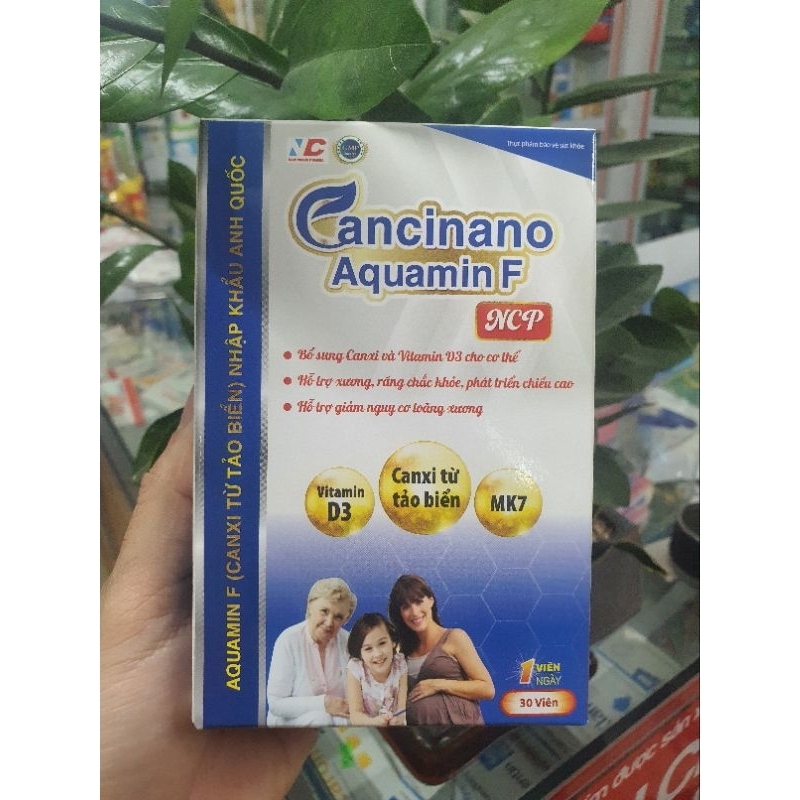 AQUAMIN F (CANXI TỪ TẢO BIỂN) NHẬP KHẨU ANH QUỐC
NC
GMP
Thực phẩm bảo vệ sức khỏe
Cancinano
Aquamin F
NCP
• Bổ sung Canxi và Vitamin D3 cho cơ thể
• Hỗ trợ xương, răng chắc khỏe, phát triển chiều cao
• Hỗ trợ giảm nguy cơ loãng xương
Vitamin
D3
Canxi từ
tảo biển
MK7
1 VIÊN
NGÀY
30 Viên